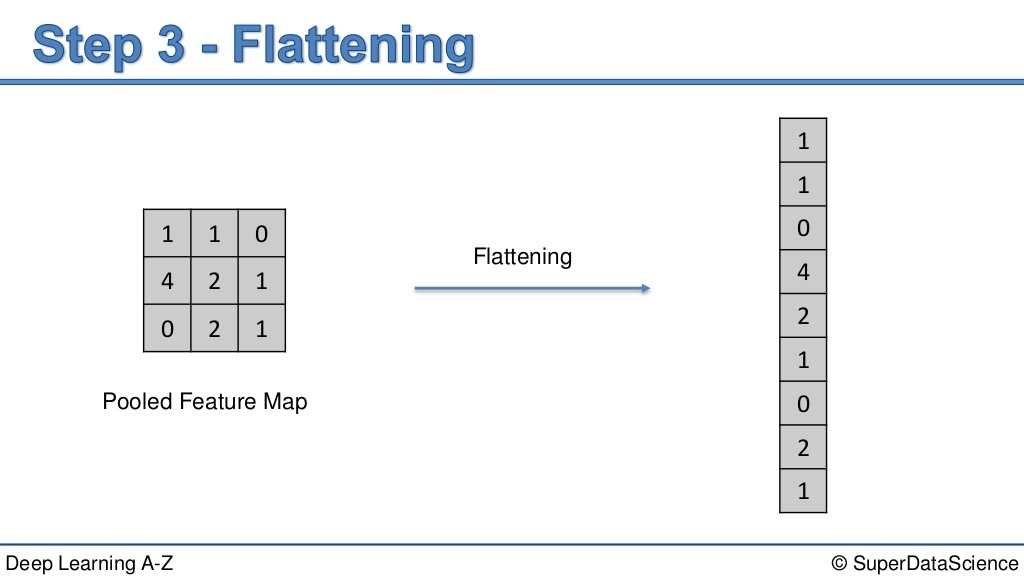 Step 3 - Flattening
1 1 0
4 2 1
0 2 1
Pooled Feature Map
Flattening
1
1
0
4
2
1
0
2
1
Deep Learning A-Z
© SuperDataScience